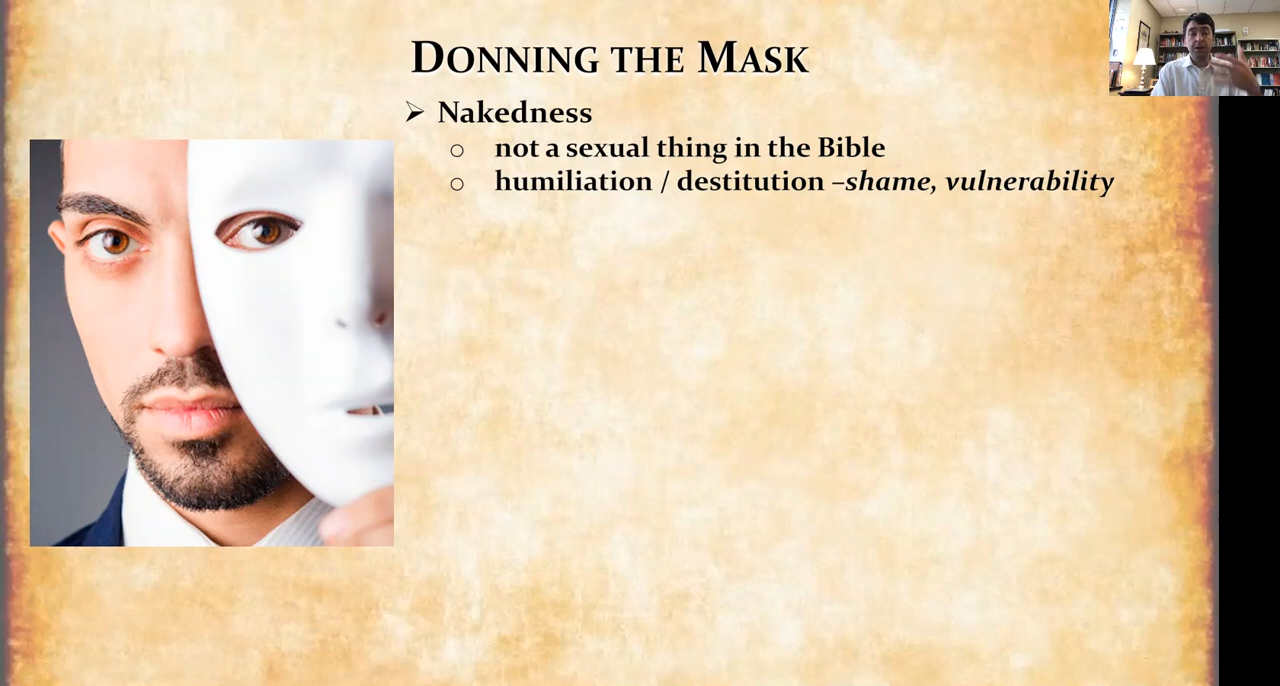 DONNING THE MASK
➢ Nakedness
○ not a sexual thing in the Bible
○ humiliation / destitution –shame, vulnerability